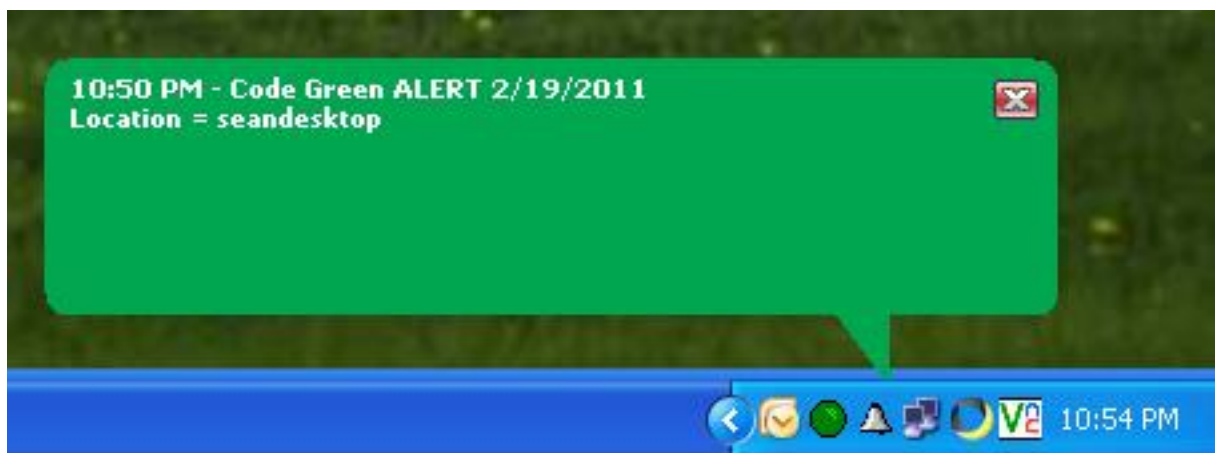 10:50 PM - Code Green ALERT 2/19/2011
Location = seandesktop
10:54 PM